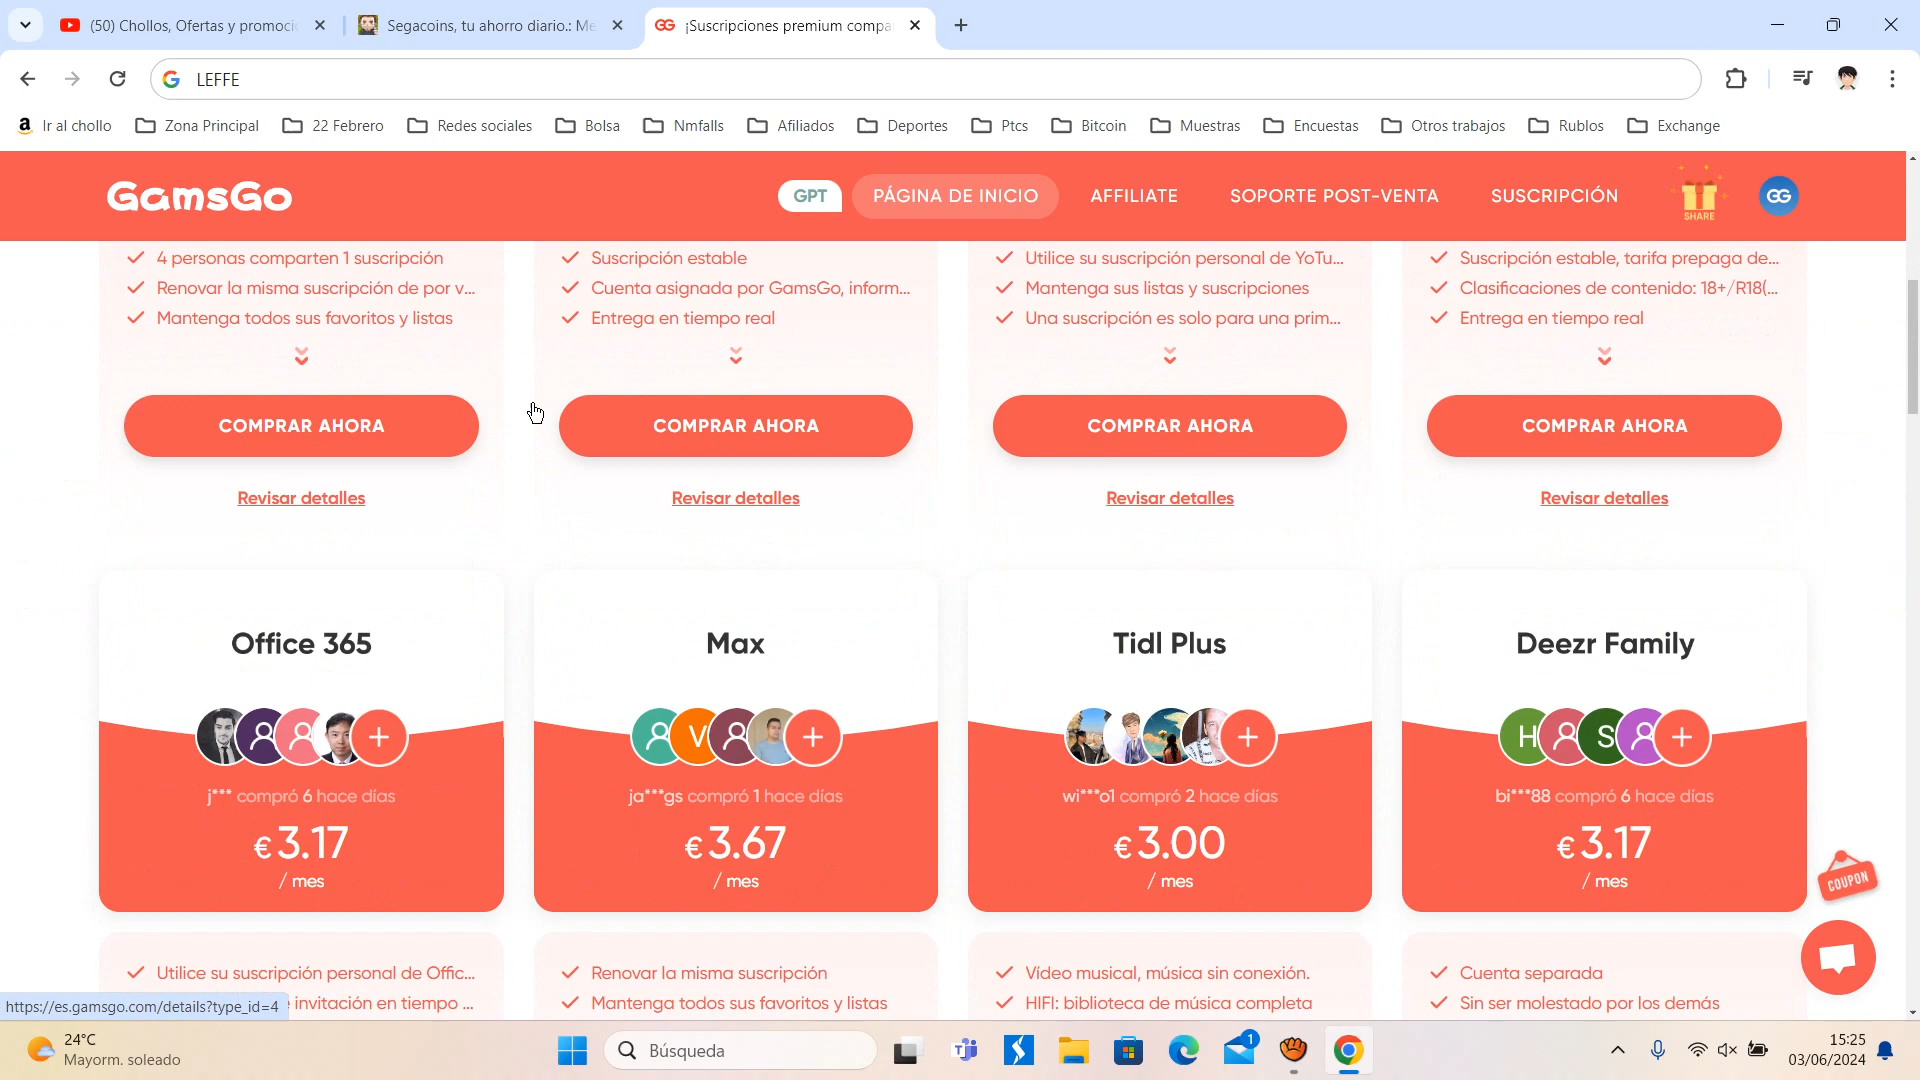 (50) Chollos, Ofertas y promoci
Segacoins, tu ahorro diario.: Me
¡Suscripciones premium compa
LEFFE
Ir al chollo
Zona Principal
22 Febrero
Redes sociales
Bolsa
Nmfalls
Afiliados
Deportes
Ptcs
Bitcoin
Muestras
Encuestas
Otros trabajos
Rublos
Exchange
GamsGo
GPT
PÁGINA DE INICIO
AFFILIATE
SOPORTE POST-VENTA
SUSCRIPCIÓN
SHARE
GG
4 personas comparten 1 suscripción
Renovar la misma suscripción de por v...
Mantenga todos sus favoritos y listas
COMPRAR AHORA
Revisar detalles
Suscripción estable
Cuenta asignada por GamsGo, inform...
Entrega en tiempo real
COMPRAR AHORA
Revisar detalles
Utilice su suscripción personal de YoTu...
Mantenga sus listas y suscripciones
Una suscripción es solo para una prim...
COMPRAR AHORA
Revisar detalles
Suscripción estable, tarifa prepaga de...
Clasificaciones de contenido: 18+/R18(...
Entrega en tiempo real
COMPRAR AHORA
Revisar detalles
Office 365
j*** compró 6 hace días
€3.17
/ mes
Utilice su suscripción personal de Offic...
invitación en tiempo ...
Max
V
ja***gs compró 1 hace días
€3.67
/ mes
Renovar la misma suscripción
Mantenga todos sus favoritos y listas
Tidl Plus
wi***o1 compró 2 hace días
€3.00
/ mes
Vídeo musical, música sin conexión.
HIFI: biblioteca de música completa
Deezr Family
H
S
bi***88 compró 6 hace días
€3.17
/ mes
Cuenta separada
Sin ser molestado por los demás
COUPON
https://es.gamsgo.com/details?type_id=4
24°C
Mayorm. soleado
Búsqueda
1
15:25
03/06/2024